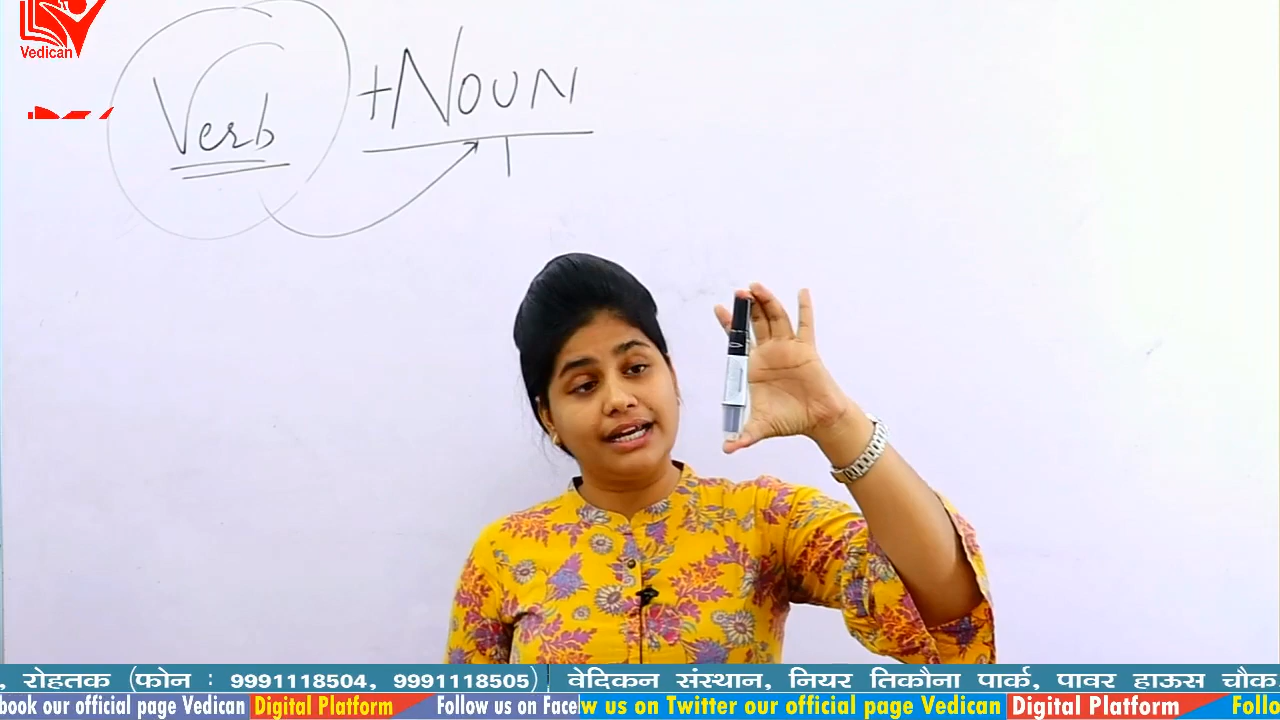 Vedican
Verb + NOUN
, रोहतक (फोन : 9991118504, 9991118505) वेदिकन संस्थान, नियर तिकौना पार्क, पावर हाऊस चौक
book our official page Vedican Digital Platform Follow us on Face w us on Twitter our official page Vedican Digital Platform Follo